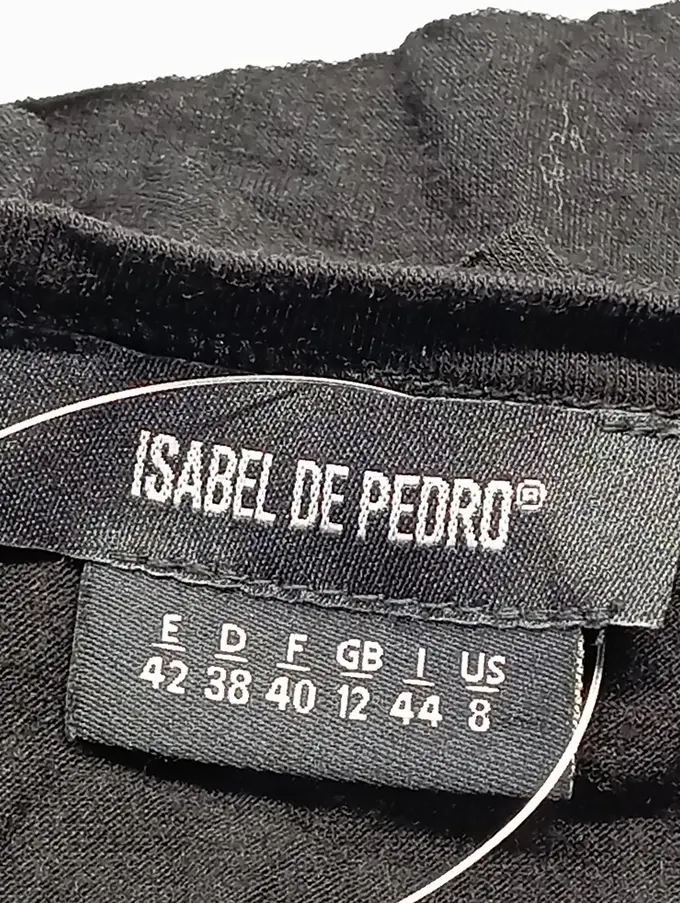 ISABEL DE PEDRO®
E D F GB I US
42 38 40 12 44 8